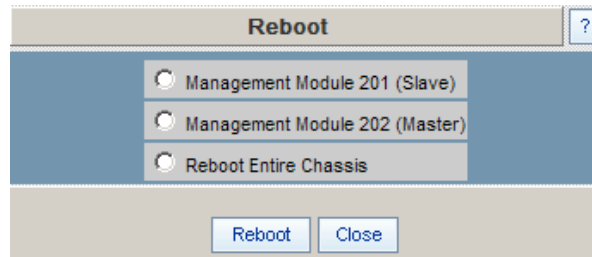 Reboot ?
Management Module 201 (Slave)
Management Module 202 (Master)
Reboot Entire Chassis
Reboot Close